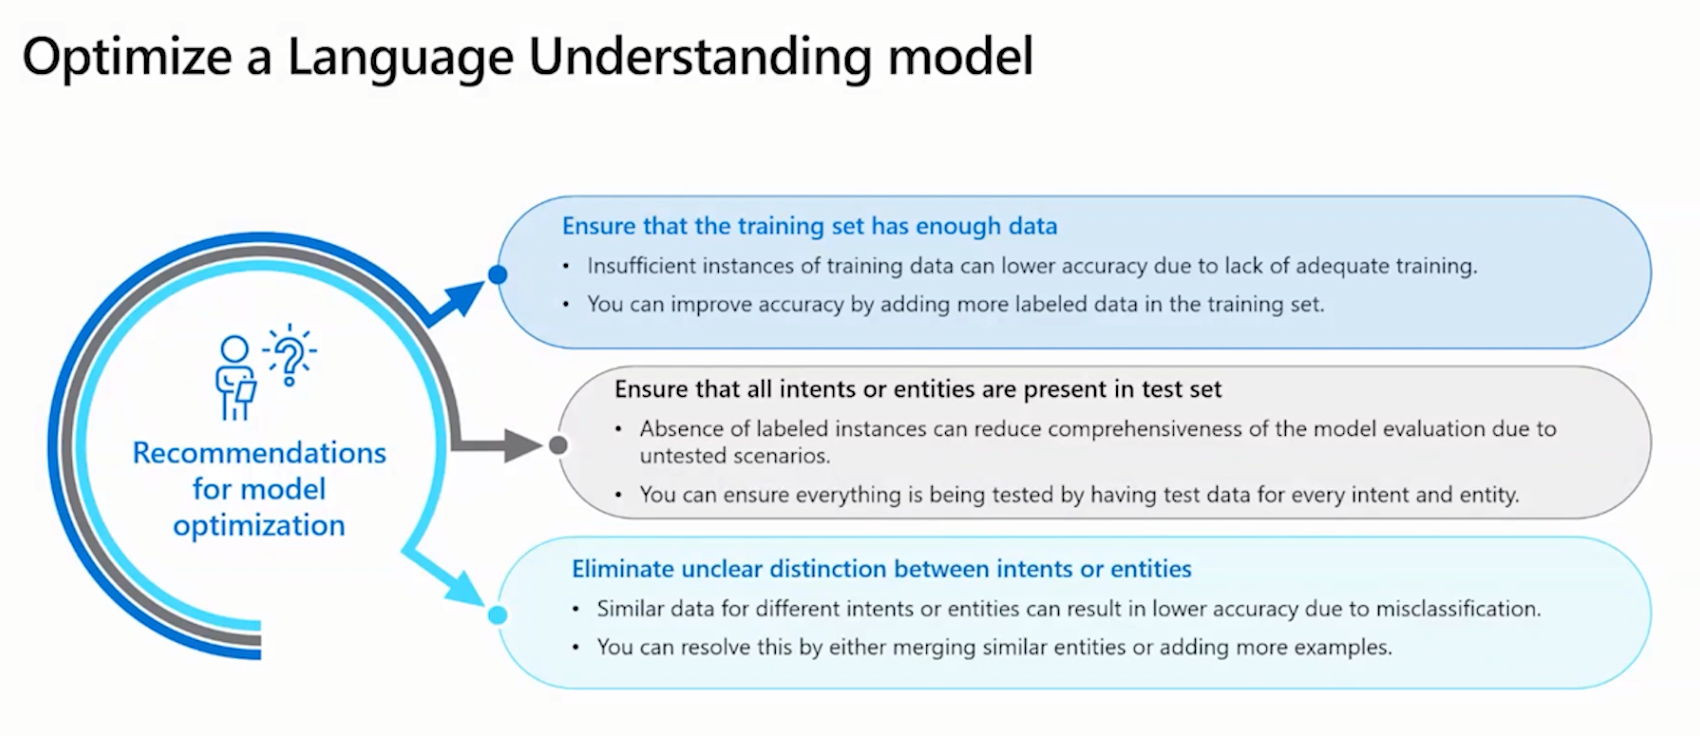 Optimize a Language Understanding model
Recommendations
for model
optimization
Ensure that the training set has enough data
• Insufficient instances of training data can lower accuracy due to lack of adequate training.
• You can improve accuracy by adding more labeled data in the training set.
Ensure that all intents or entities are present in test set
• Absence of labeled instances can reduce comprehensiveness of the model evaluation due to
untested scenarios.
• You can ensure everything is being tested by having test data for every intent and entity.
Eliminate unclear distinction between intents or entities
• Similar data for different intents or entities can result in lower accuracy due to misclassification.
• You can resolve this by either merging similar entities or adding more examples.